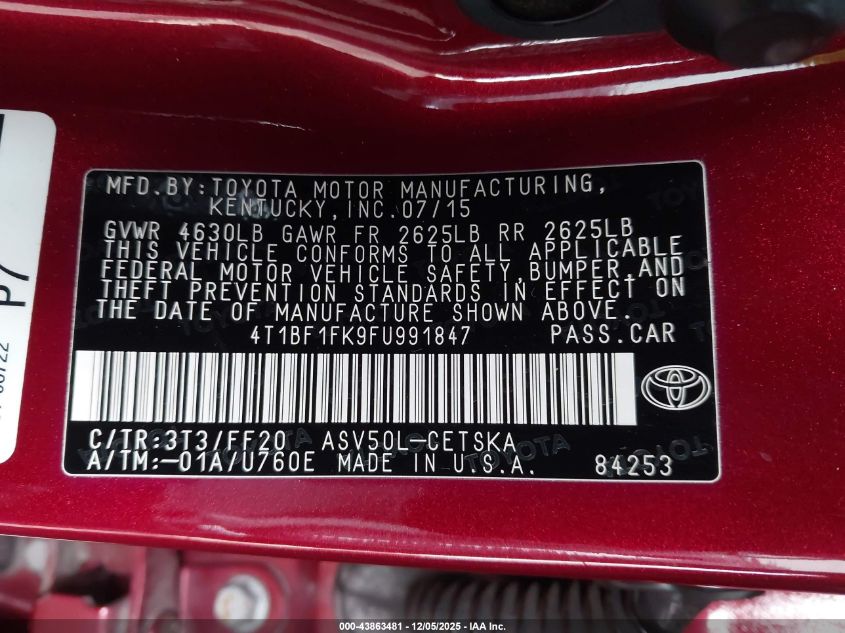 MFD.BY:TOYOTA MOTOR MANUFACTURING,
KENTUCKY,INC.07/15
GVWR 4630LB GAWR FR 2625LB RR 2625LB
THIS VEHICLE CONFORMS TO ALL APPLICABLE
FEDERAL MOTOR VEHICLE SAFETY,BUMPER,AND
THEFT PREVENTION STANDARDS IN EFFECT ON
THE DATE OF MANUFACTURE SHOWN ABOVE.
4T1BF1FK9FU991847 PASS.CAR
C/TR:3T3/FF20 ASV50L-CETSKA
A/TM:-01A/U760E MADE IN U.S.A. 84253
P7
000-43863481 - 12/05/2025 - IAA Inc.